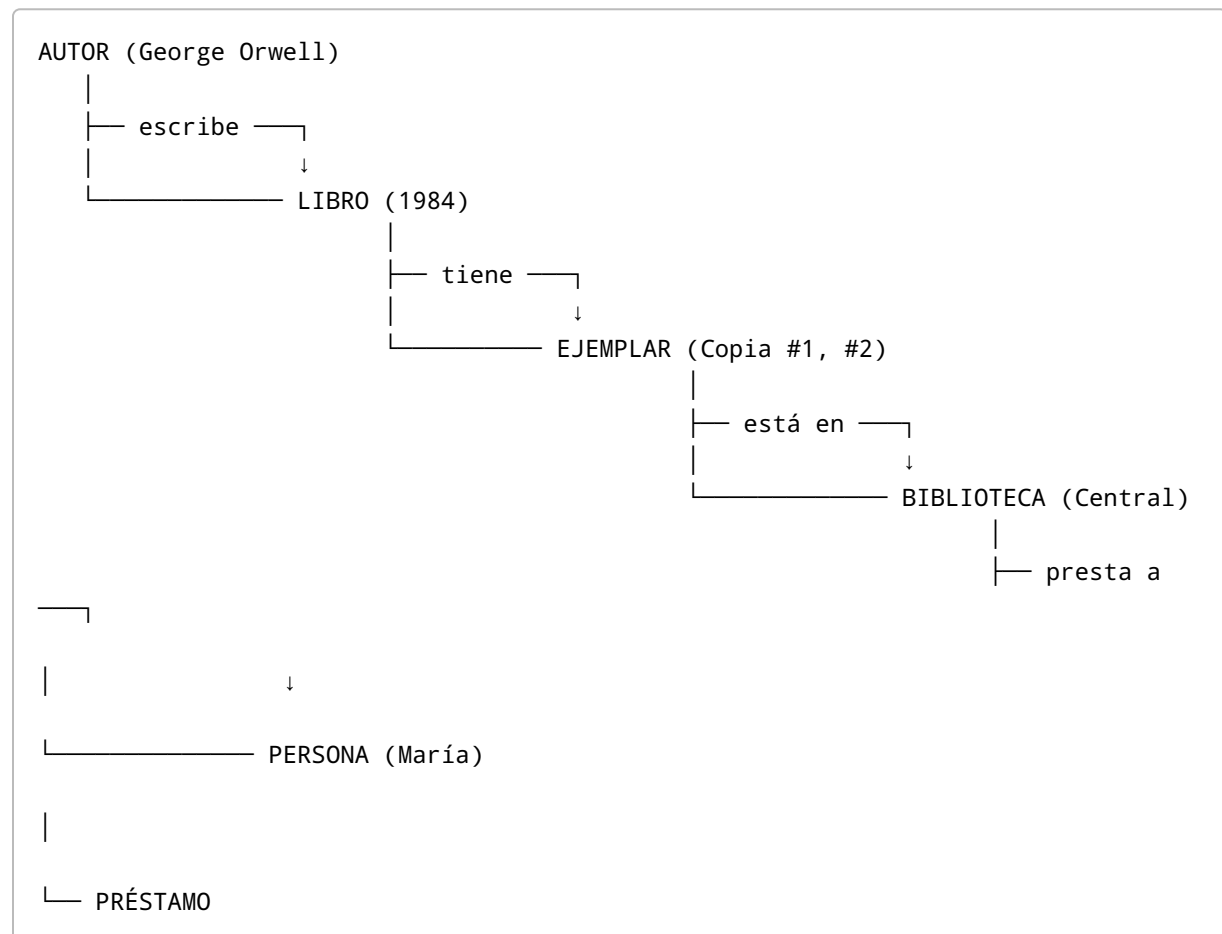 AUTOR (George Orwell)
│
├── escribe ───┐
│ ↓
└───────────── LIBRO (1984)
│
├── tiene ───┐
│ ↓
└────────── EJEMPLAR (Copia #1, #2)
│
├── está en ───┐
│ ↓
└───────────── BIBLIOTECA (Central)
│
├── presta a
───┐
│ ↓
└────────────── PERSONA (María)
│
└── PRÉSTAMO